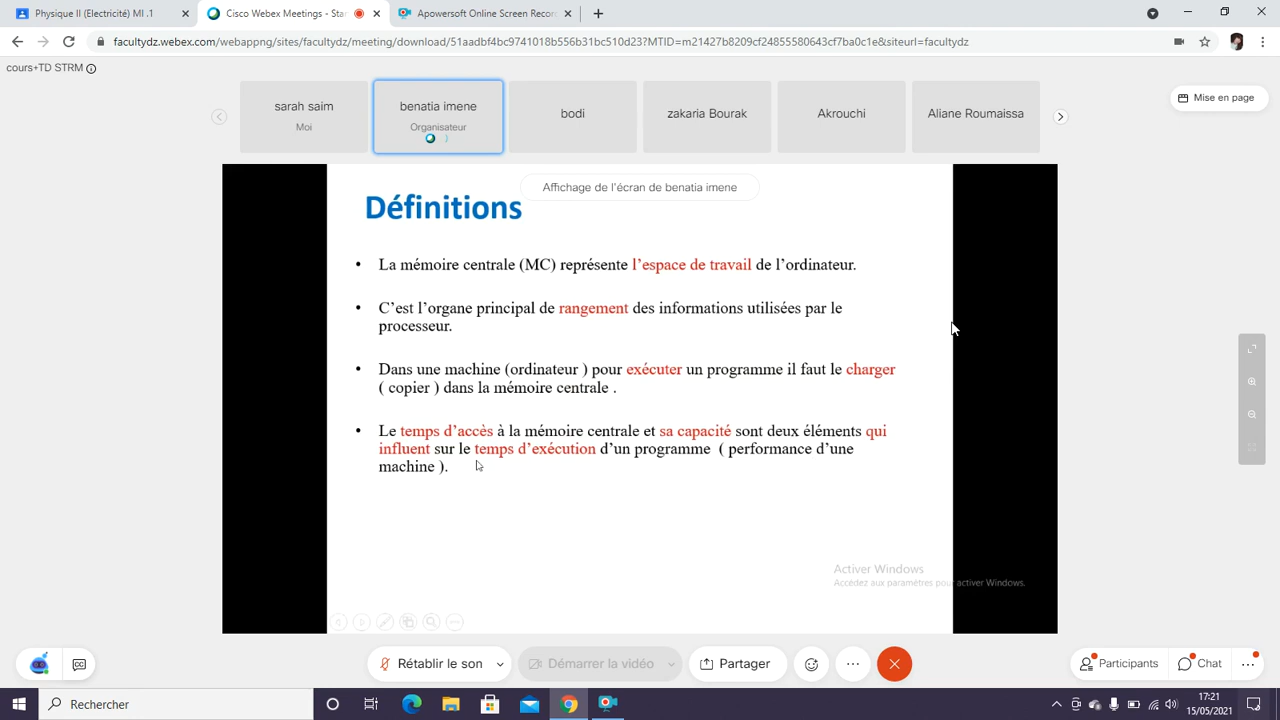 Physique II (Electricité) MI .1
Cisco Webex Meetings - Sta
Apowersoft Online Screen Recor
facultydz.webex.com/webappng/sites/facultydz/meeting/download/51aadbf4bc9741018b556b31bc510d23?MTID=m21427b8209cf24855580643cf7ba0c1e&siteurl=facultydz
cours+TD STRM
sarah saim
Moi
benatia imene
Organisateur
bodi
zakaria Bourak
Akrouchi
Aliane Roumaissa
Mise en page
Affichage de l'écran de benatia imene
Définitions
• La mémoire centrale (MC) représente l'espace de travail de l'ordinateur.
• C'est l'organe principal de rangement des informations utilisées par le
processeur.
• Dans une machine (ordinateur ) pour exécuter un programme il faut le charger
( copier ) dans la mémoire centrale .
• Le temps d'accès à la mémoire centrale et sa capacité sont deux éléments qui
influent sur le temps d'exécution d'un programme ( performance d'une
machine ).
Activer Windows
Accédez aux paramètres pour activer Windows.
Rétablir le son
Démarrer la vidéo
Partager
Participants
Chat
Rechercher
17:21
15/05/2021